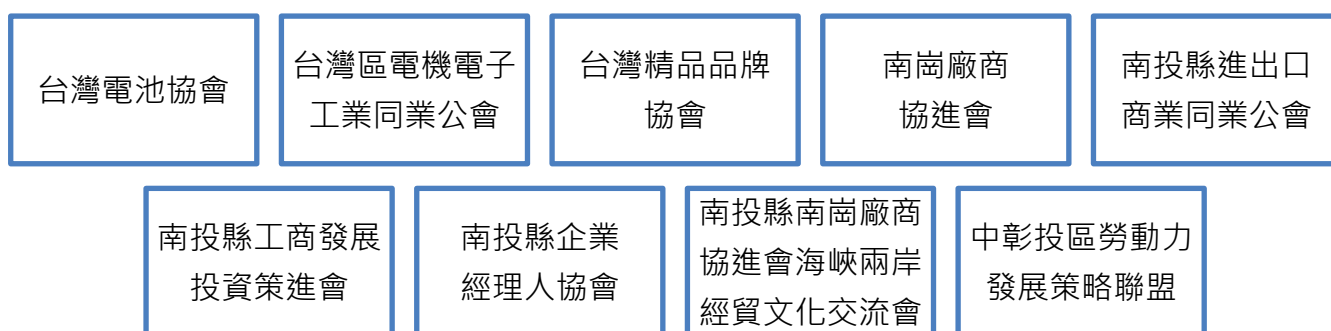 台灣電池協會
台灣區電機電子
工業同業公會
台灣精品品牌
協會
南崗廠商
協進會
南投縣進出口
商業同業公會
南投縣工商發展
投資策進會
南投縣企業
經理人協會
南投縣南崗廠商
協進會海峽兩岸
經貿文化交流會
中彰投區勞動力
發展策略聯盟